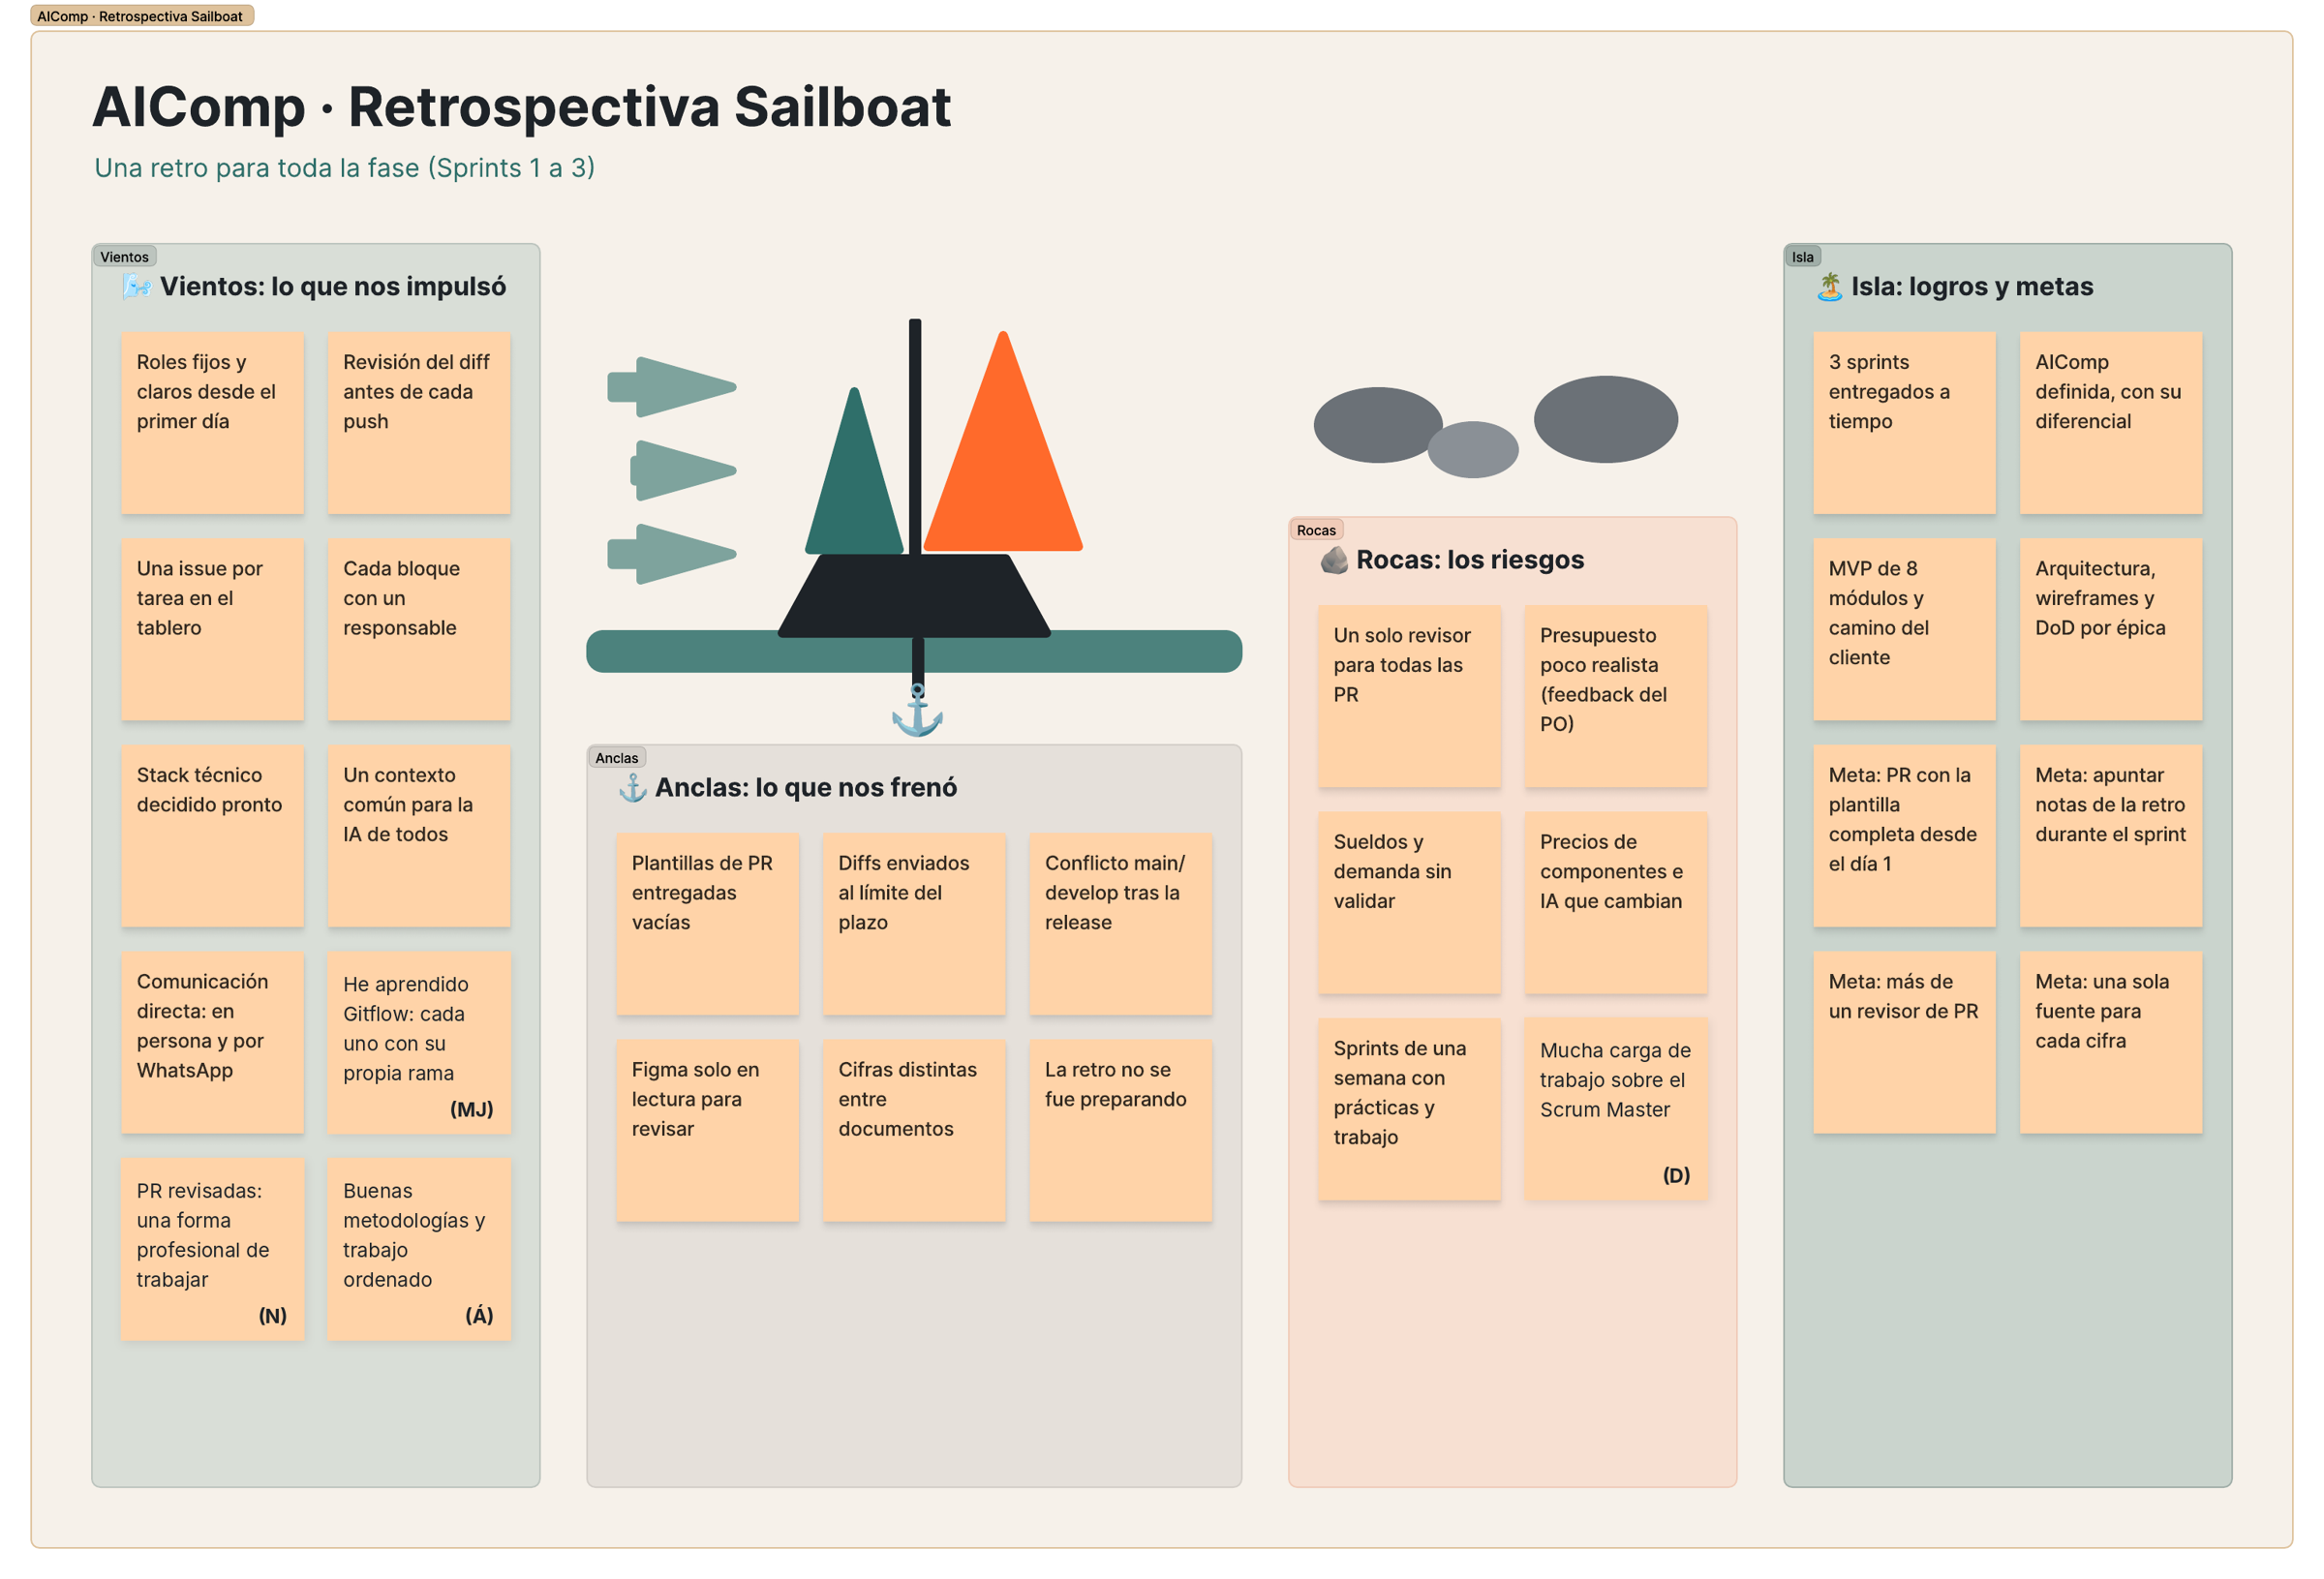 AIComp · Retrospectiva Sailboat
AIComp · Retrospectiva Sailboat
Una retro para toda la fase (Sprints 1 a 3)
Vientos
🌬️ Vientos: lo que nos impulsó
Roles fijos y
claros desde el
primer día
Revisión del diff
antes de cada
push
Una issue por
tarea en el
tablero
Cada bloque
con un
responsable
Stack técnico
decidido pronto
Un contexto
común para la
IA de todos
Comunicación
directa: en
persona y por
WhatsApp
He aprendido
Gitflow: cada
uno con su
propia rama
(MJ)
PR revisadas:
una forma
profesional de
trabajar
(N)
Buenas
metodologías y
trabajo
ordenado
(Á)
Anclas
⚓ Anclas: lo que nos frenó
Plantillas de PR
entregadas
vacías
Diffs enviados
al límite del
plazo
Conflicto main/
develop tras la
release
Figma solo en
lectura para
revisar
Cifras distintas
entre
documentos
La retro no se
fue preparando
Rocas
🪨 Rocas: los riesgos
Un solo revisor
para todas las
PR
Presupuesto
poco realista
(feedback del
PO)
Sueldos y
demanda sin
validar
Precios de
componentes e
IA que cambian
Sprints de una
semana con
prácticas y
trabajo
Mucha carga de
trabajo sobre el
Scrum Master
(D)
Isla
🏝️ Isla: logros y metas
3 sprints
entregados a
tiempo
AIComp
definida, con su
diferencial
MVP de 8
módulos y
camino del
cliente
Arquitectura,
wireframes y
DoD por épica
Meta: PR con la
plantilla
completa desde
el día 1
Meta: apuntar
notas de la retro
durante el sprint
Meta: más de
un revisor de PR
Meta: una sola
fuente para
cada cifra